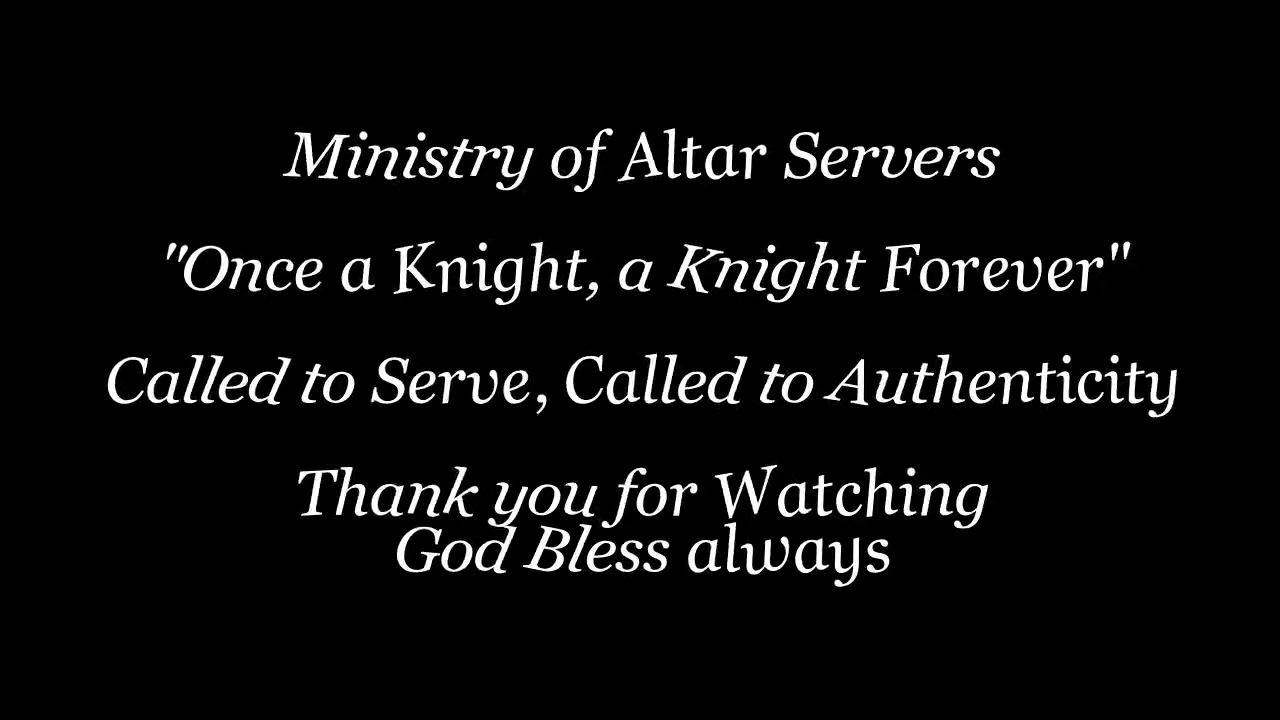 Ministry of Altar Servers
"Once a Knight, a Knight Forever"
Called to Serve, Called to Authenticity
Thank you for Watching
God Bless always